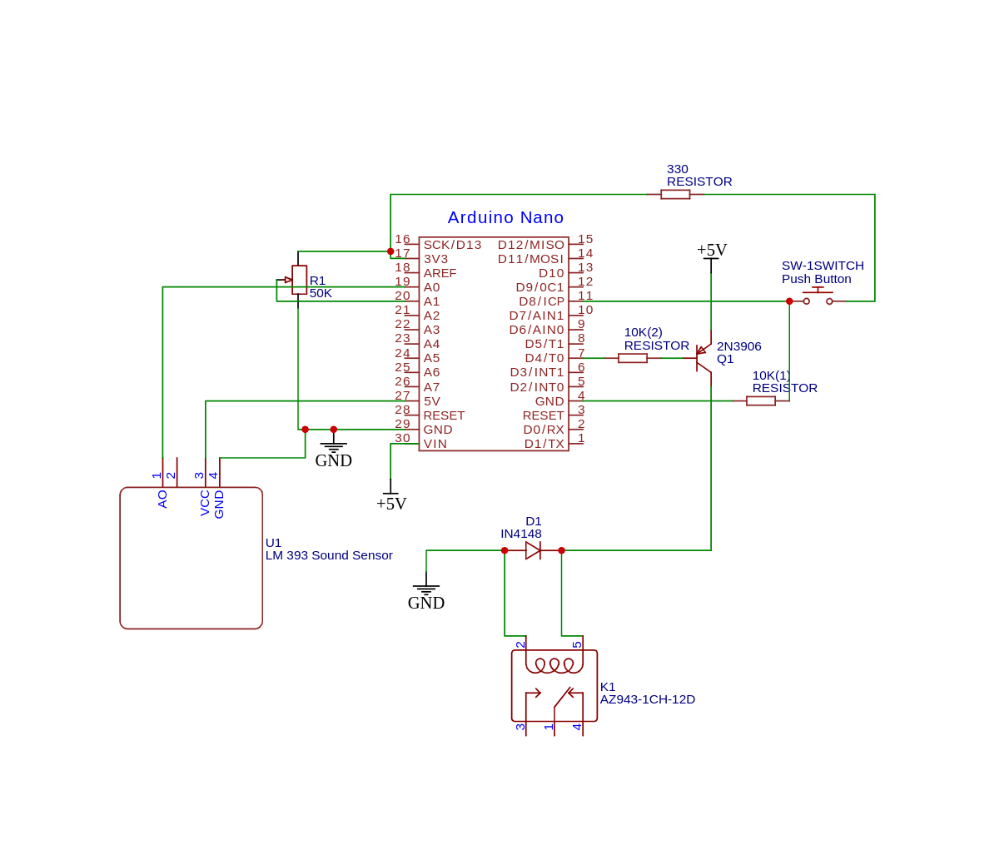 330
RESISTOR
Arduino Nano
16 SCK/D13 D12/MISO 15
17 3V3 D11/MOSI 14
18 AREF D10 13
19 A0 D9/0C1 12
20 A1 D8/ICP 11
21 A2 D7/AIN1 10
22 A3 D6/AIN0 9
23 A4 D5/T1 8
24 A5 D4/T0 7
25 A6 D3/INT1 6
26 A7 D2/INT0 5
27 5V GND 4
28 RESET RESET 3
29 GND D0/RX 2
30 VIN D1/TX 1
R1
50K
+5V
SW-1SWITCH
Push Button
10K(2)
RESISTOR
2N3906
Q1
10K(1)
RESISTOR
GND
+5V
1 2 3 4
AO VCC GND
U1
LM 393 Sound Sensor
D1
IN4148
GND
2 5
K1
AZ943-1CH-12D
3 1 4